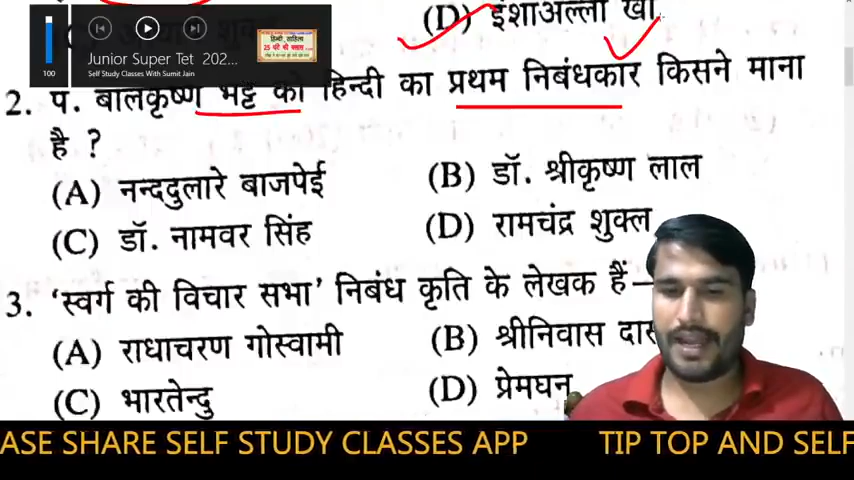 (D) इंशाअल्ला खाँ
Junior Super Tet 202...
Self Study Classes With Sumit Jain
100
हिन्दी, साहित्य
2. प. बालकृष्ण भट्ट को हिन्दी का प्रथम निबंधकार किसने माना
है ?
(A) नन्ददुलारे बाजपेई (B) डॉ. श्रीकृष्ण लाल
(C) डॉ. नामवर सिंह (D) रामचंद्र शुक्ल
3. ‘स्वर्ग की विचार सभा’ निबंध कृति के लेखक हैं—
(A) राधाचरण गोस्वामी (B) श्रीनिवास दास
(C) भारतेन्दु (D) प्रेमघन
ASE SHARE SELF STUDY CLASSES APP TIP TOP AND SELF